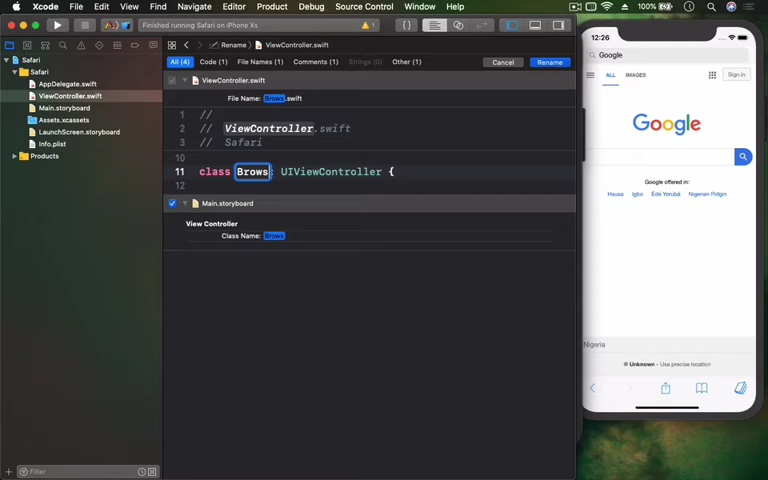 Xcode File Edit View Find Navigate Editor Product Debug Source Control Window Help 100%
Finished running Safari on iPhone Xs 1
Rename ViewController.swift
Safari
Safari
AppDelegate.swift
ViewController.swift
Main.storyboard
Assets.xcassets
LaunchScreen.storyboard
Info.plist
Products
Filter
All (4) Code (1) File Names (1) Comments (1) Strings (0) Other (1) Cancel Rename
ViewController.swift
File Name: Brows.swift
1 //
2 // ViewController.swift
3 // Safari
10
11 class Brows: UIViewController {
12
Main.storyboard
View Controller
Class Name: Brows
12:26
Google
ALL IMAGES Sign in
Google
Google offered in:
Hausa Igbo Èdè Yorùbá Nigerian Pidgin
Nigeria
Unknown - Use precise location